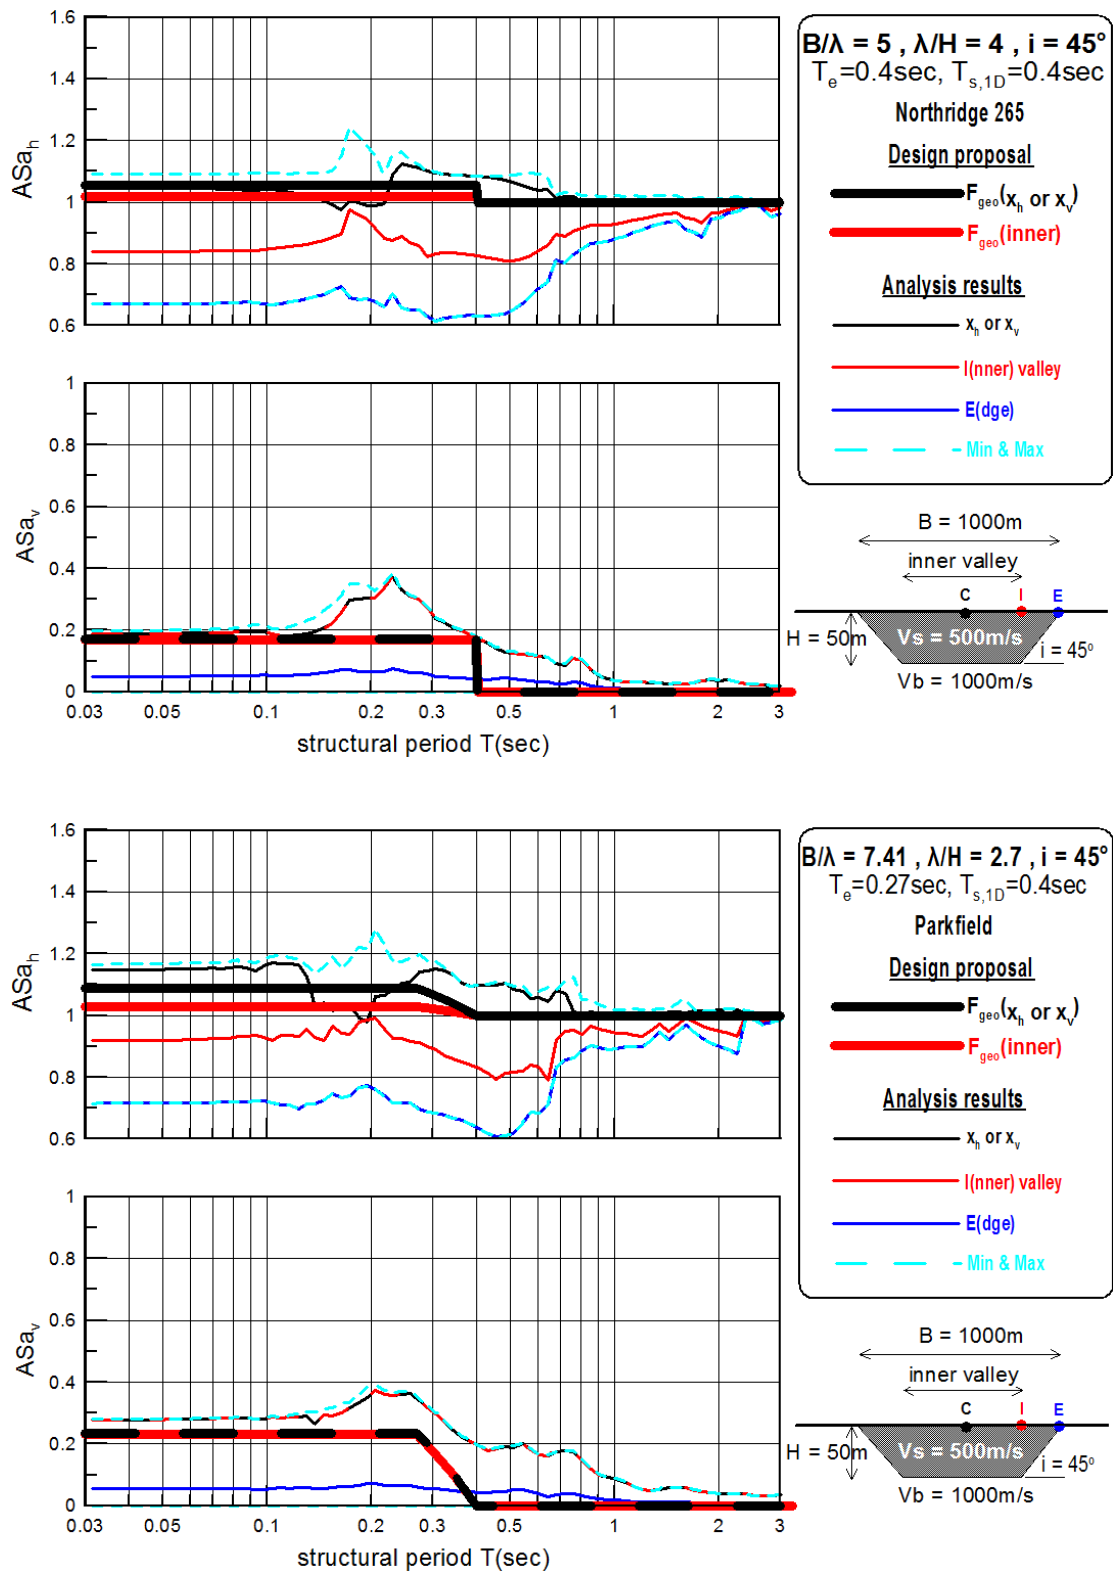 1.6
1.4
1.2
1
0.8
0.6
ASa_h
B/λ = 5 , λ/H = 4 , i = 45°
T_e=0.4sec, T_s,1D=0.4sec
Northridge 265
Design proposal
F_geo(x_h or x_v)
F_geo(inner)
Analysis results
x_h or x_v
I(nner) valley
E(dge)
Min & Max
1
0.8
0.6
0.4
0.2
0
ASa_v
0.03 0.05 0.1 0.2 0.3 0.5 1 2 3
structural period T(sec)
B = 1000m
inner valley
C I E
H = 50m
Vs = 500m/s
i = 45°
Vb = 1000m/s
1.6
1.4
1.2
1
0.8
0.6
ASa_h
B/λ = 7.41 , λ/H = 2.7 , i = 45°
T_e=0.27sec, T_s,1D=0.4sec
Parkfield
Design proposal
F_geo(x_h or x_v)
F_geo(inner)
Analysis results
x_h or x_v
I(nner) valley
E(dge)
Min & Max
1
0.8
0.6
0.4
0.2
0
ASa_v
0.03 0.05 0.1 0.2 0.3 0.5 1 2 3
structural period T(sec)
B = 1000m
inner valley
C I E
H = 50m
Vs = 500m/s
i = 45°
Vb = 1000m/s